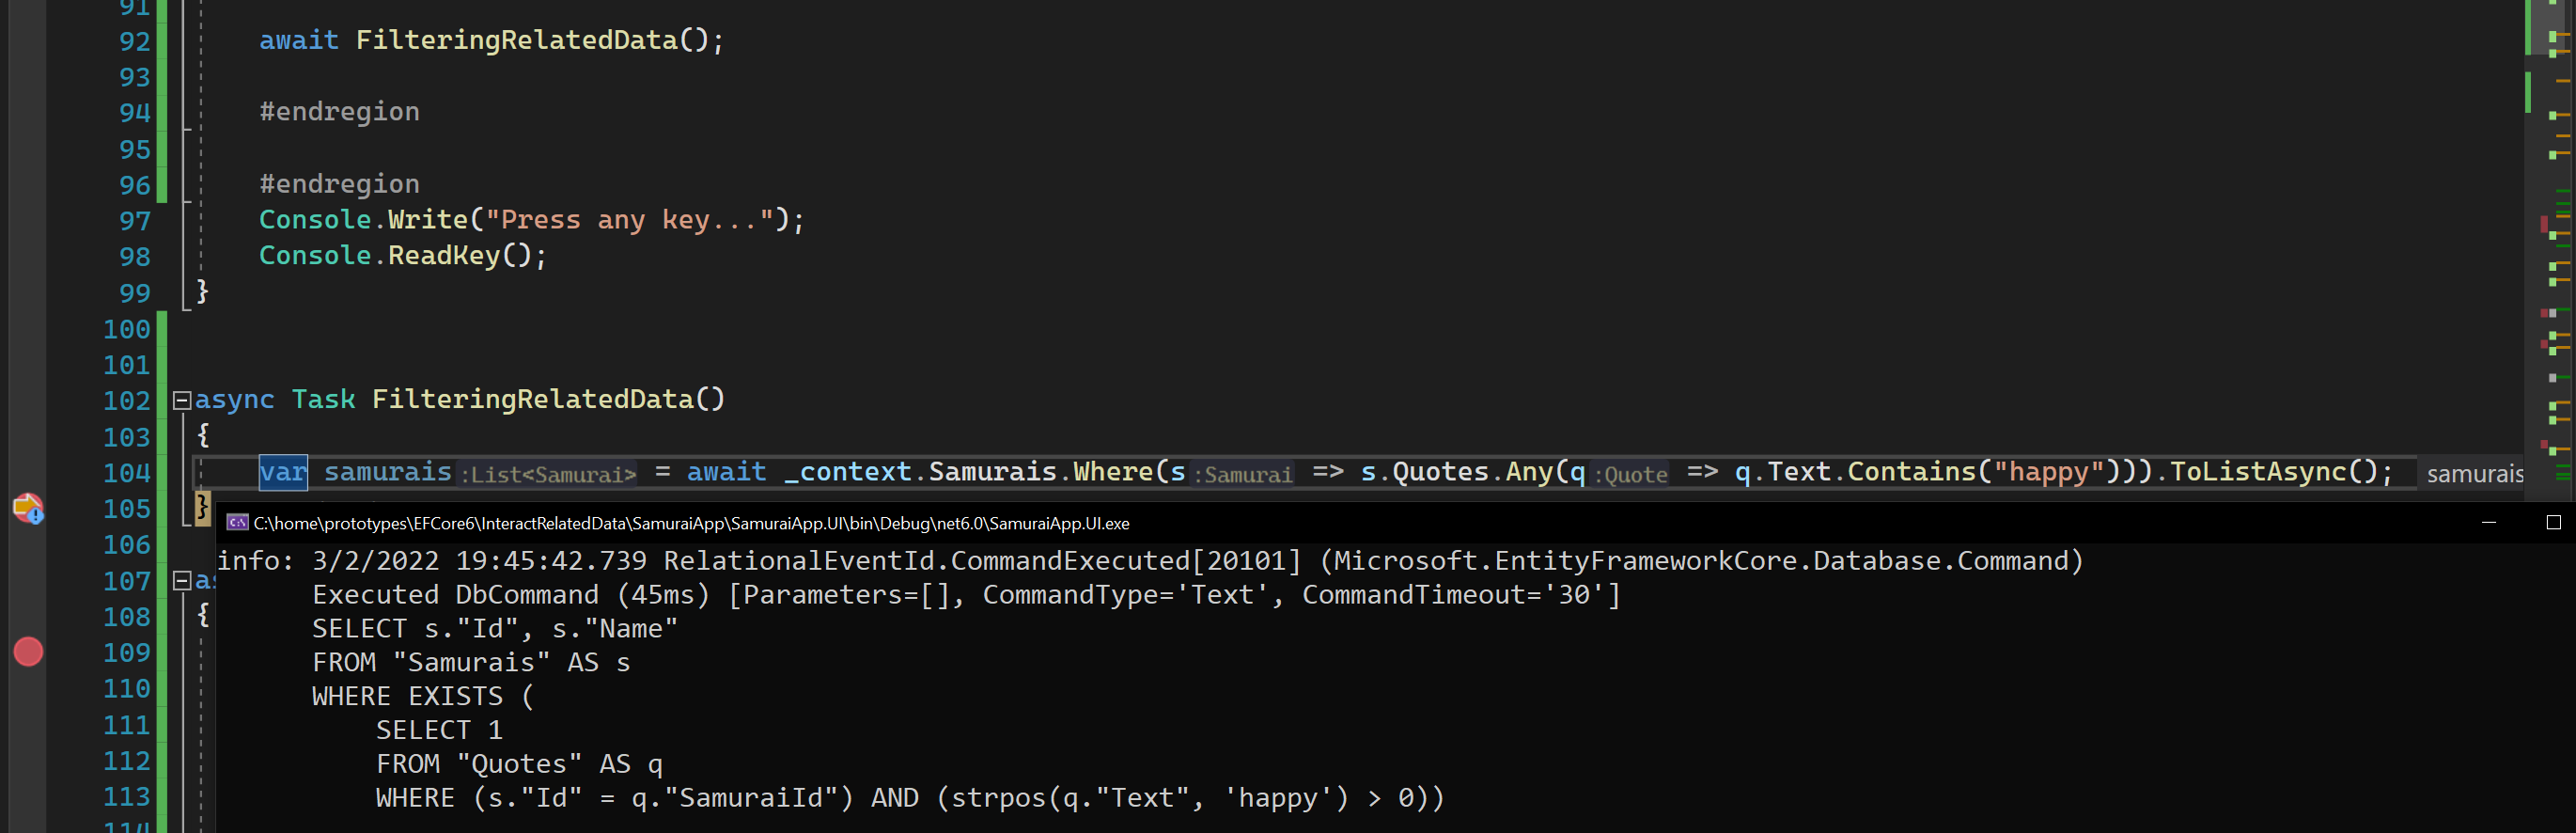 91
92 await FilteringRelatedData();
93
94 #endregion
95
96 #endregion
97 Console.Write("Press any key...");
98 Console.ReadKey();
99 }
100
101
102 async Task FilteringRelatedData()
103 {
104 var samurais :List<Samurai> = await _context.Samurais.Where(s :Samurai => s.Quotes.Any(q :Quote => q.Text.Contains("happy"))).ToListAsync(); samurais
105 }
106
107 as
108 {
109
110
111
112
113
114
C:\home\prototypes\EFCore6\InteractRelatedData\SamuraiApp\SamuraiApp.UI\bin\Debug\net6.0\SamuraiApp.UI.exe
info: 3/2/2022 19:45:42.739 RelationalEventId.CommandExecuted[20101] (Microsoft.EntityFrameworkCore.Database.Command)
Executed DbCommand (45ms) [Parameters=[], CommandType='Text', CommandTimeout='30']
SELECT s."Id", s."Name"
FROM "Samurais" AS s
WHERE EXISTS (
SELECT 1
FROM "Quotes" AS q
WHERE (s."Id" = q."SamuraiId") AND (strpos(q."Text", 'happy') > 0))